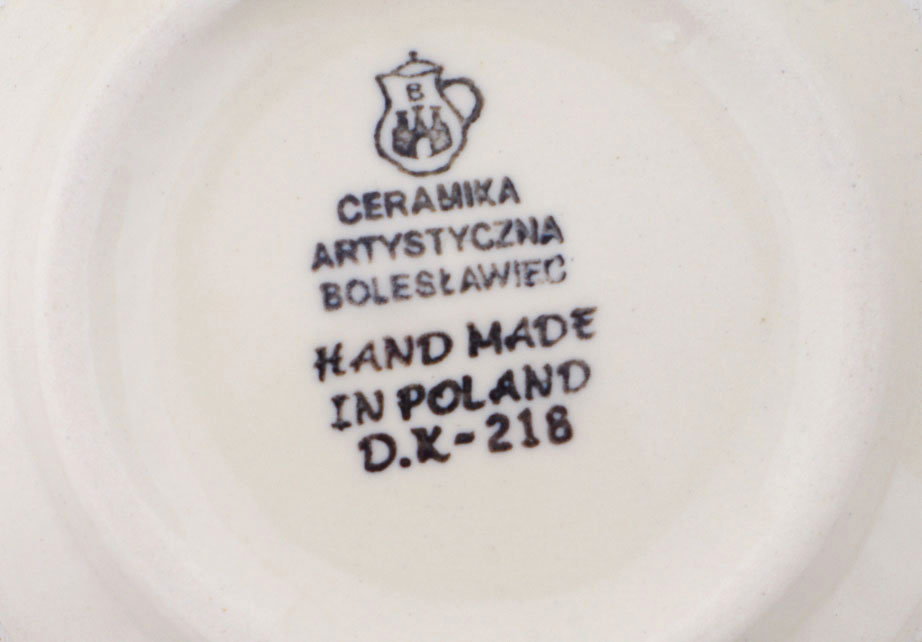 B
CERAMIKA
ARTYSTYCZNA
BOLESŁAWIEC
HAND MADE
IN POLAND
D.K-218